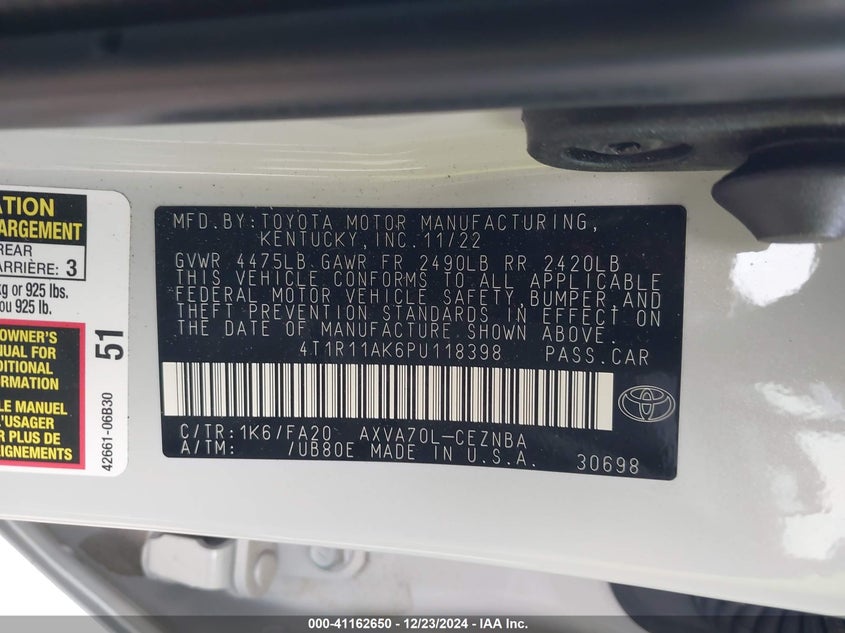 ATION
ARGEMENT
REAR
ARRIÈRE: 3
kg or 925 lbs.
ou 925 lb.
OWNER'S
ANUAL FOR
DITIONAL
ORMATION
LE MANUEL
L'USAGER
R PLUS DE
EIGNEMENTS
51
42661-06B30
MFD.BY:TOYOTA MOTOR MANUFACTURING,
KENTUCKY, INC.11/22
GVWR 4475LB GAWR FR 2490LB RR 2420LB
THIS VEHICLE CONFORMS TO ALL APPLICABLE
FEDERAL MOTOR VEHICLE SAFETY, BUMPER, AND
THEFT PREVENTION STANDARDS IN EFFECT ON
THE DATE OF MANUFACTURE SHOWN ABOVE.
4T1R11AK6PU118398 PASS.CAR
C/TR:1K6/FA20 AXVA70L-CEZNBA
A/TM: /UB80E MADE IN U.S.A. 30698
000-41162650 - 12/23/2024 - IAA Inc.